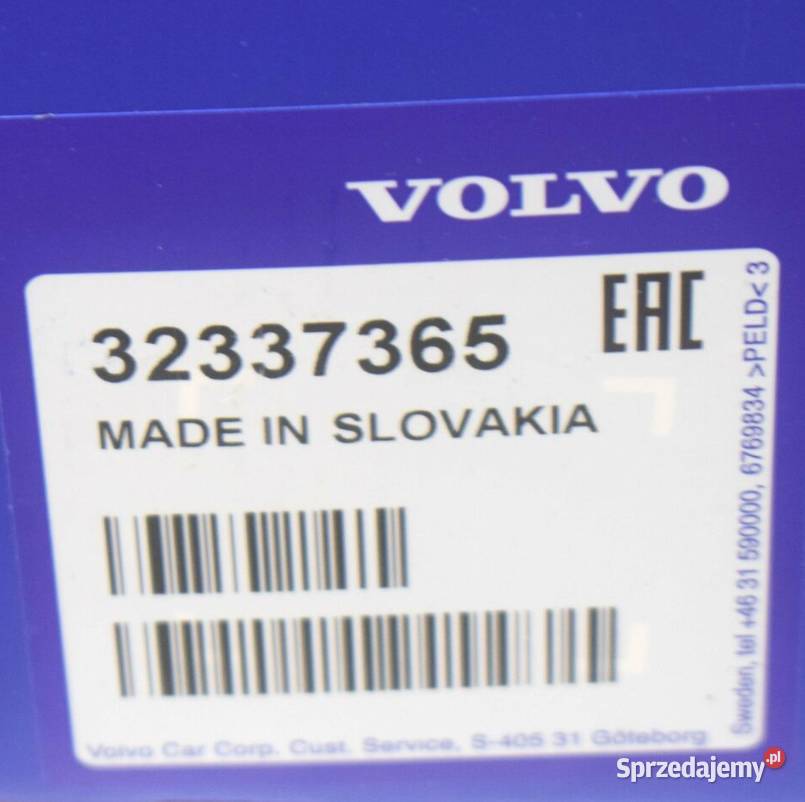 VOLVO
EAC
32337365
MADE IN SLOVAKIA
Volvo Car Corp. Cust. Service, S-405 31 Göteborg
Sweden, tel +46 31 590000, 6769834 >PELD< 3
Sprzedajemy.pl